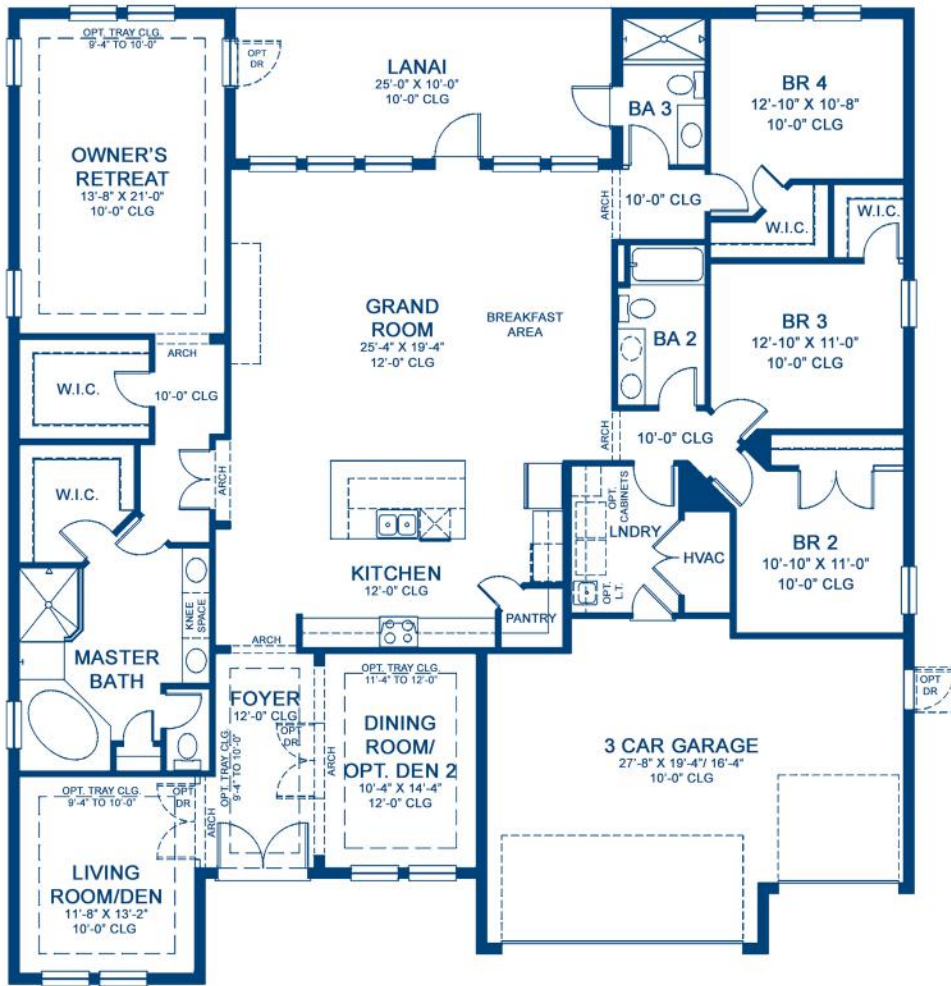 OPT. TRAY CLG.
9'-4" TO 10'-0"
OWNER'S
RETREAT
13'-8" X 21'-0"
10'-0" CLG
OPT
DR
LANAI
25'-0" X 10'-0"
10'-0" CLG
BA 3
BR 4
12'-10" X 10'-8"
10'-0" CLG
ARCH
10'-0" CLG
W.I.C.
W.I.C.
GRAND
ROOM
25'-4" X 19'-4"
12'-0" CLG
BREAKFAST
AREA
BA 2
BR 3
12'-10" X 11'-0"
10'-0" CLG
ARCH
W.I.C.
10'-0" CLG
ARCH
10'-0" CLG
W.I.C.
ARCH
OPT.
CABINETS
LNDRY
OPT.
L.T.
HVAC
BR 2
10'-10" X 11'-0"
10'-0" CLG
KITCHEN
12'-0" CLG
PANTRY
KNEE
SPACE
MASTER
BATH
ARCH
FOYER
12'-0" CLG
OPT. TRAY CLG.
9'-4" TO 10'-0"
OPT
DR
ARCH
OPT. TRAY CLG.
11'-4" TO 12'-0"
DINING
ROOM/
OPT. DEN 2
10'-4" X 14'-4"
12'-0" CLG
3 CAR GARAGE
27'-8" X 19'-4"/ 16'-4"
10'-0" CLG
OPT
DR
OPT. TRAY CLG.
9'-4" TO 10'-0"
OPT
DR
ARCH
LIVING
ROOM/DEN
11'-8" X 13'-2"
10'-0" CLG